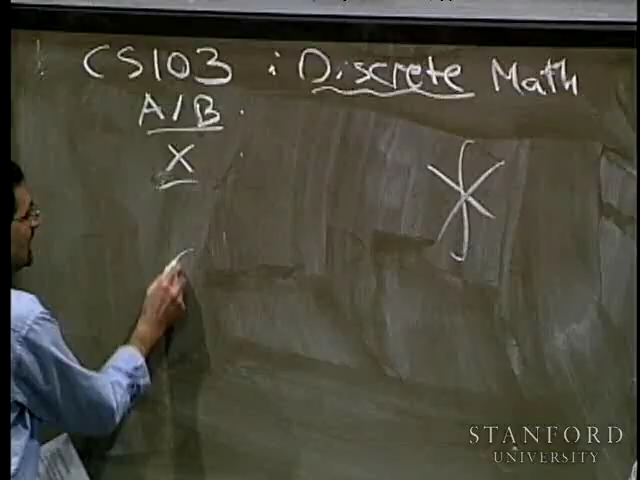 CS103 : Discrete Math
A/B
X
STANFORD
UNIVERSITY